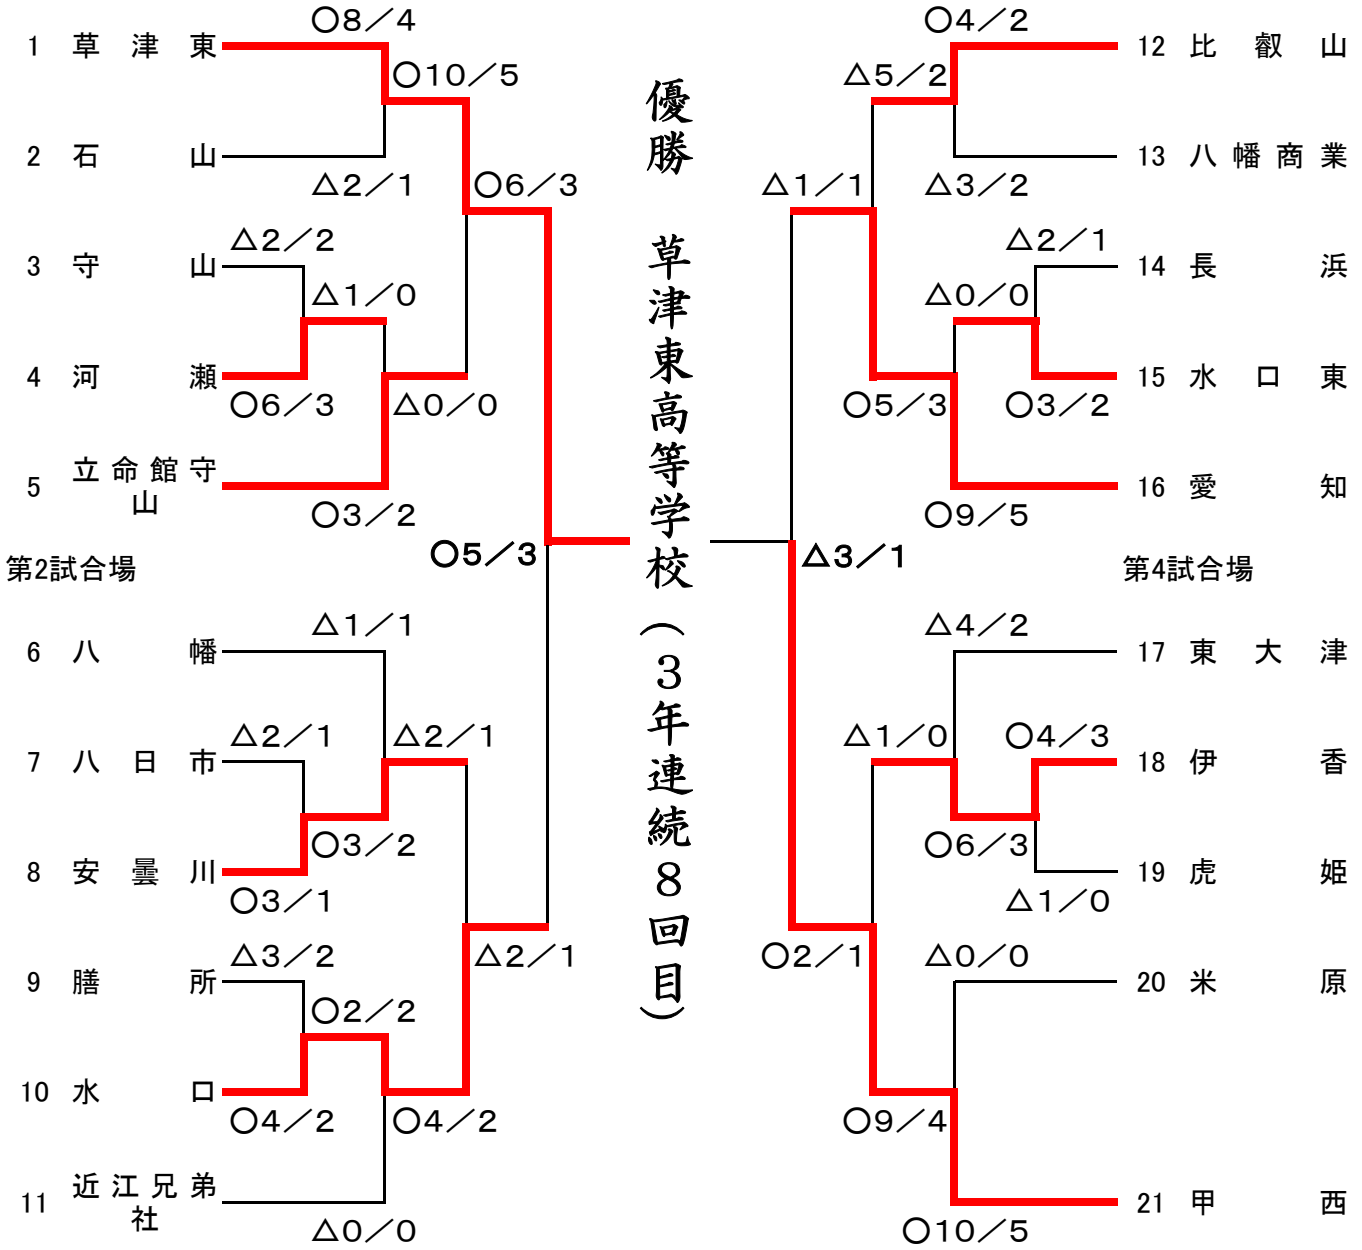 ○8／4
1 草津東
○10／5
2 石山
△2／1
○6／3
△2／2
3 守山
△1／0
4 河瀬
○6／3
△0／0
5 立命館守
山
○3／2
○5／3
第2試合場
△1／1
6 八幡
△2／1
△2／1
7 八日市
○3／2
8 安曇川
○3／1
△3／2
△2／1
9 膳所
○2／2
10 水口
○4／2
○4／2
11 近江兄弟
社
△0／0
優勝 草津東高等学校（3年連続8回目）
○4／2
12 比叡山
△5／2
13 八幡商業
△1／1
△3／2
△2／1
14 長浜
△0／0
15 水口東
○5／3
○3／2
16 愛知
○9／5
△3／1
第4試合場
△4／2
17 東大津
△1／0
○4／3
18 伊香
○6／3
19 虎姫
△1／0
○2／1
△0／0
20 米原
○9／4
21 甲西
○10／5